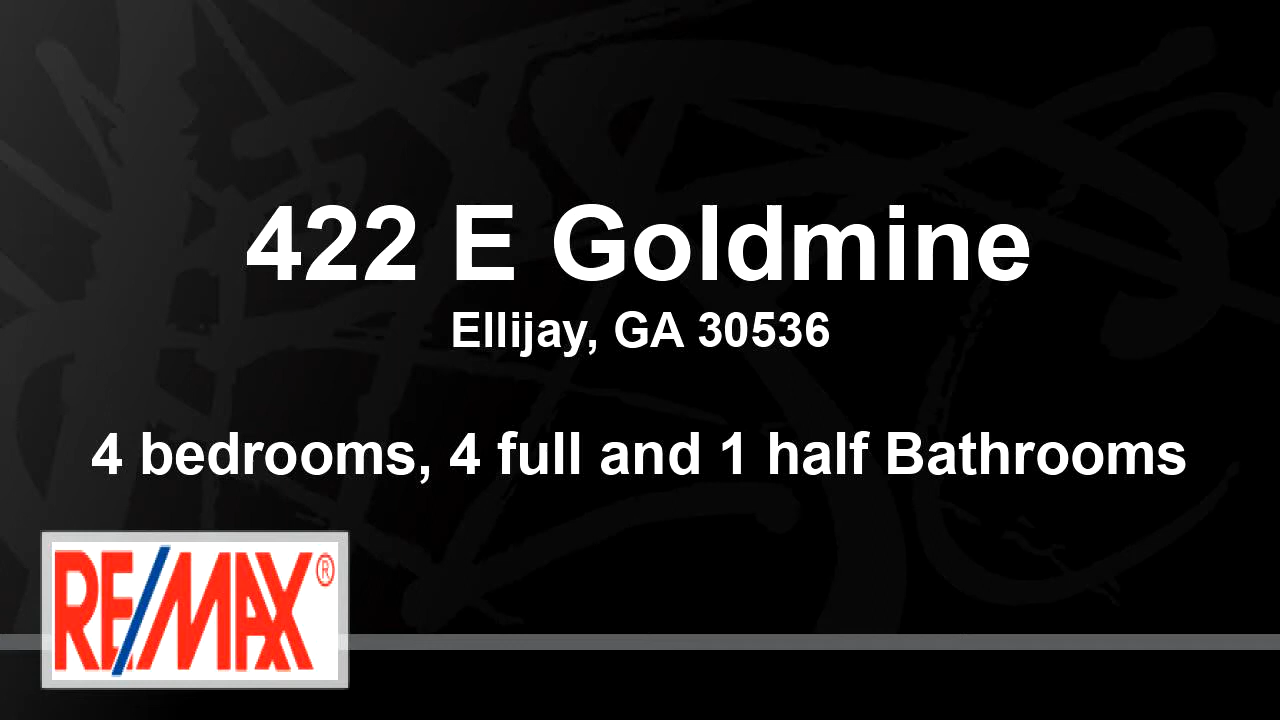 422 E Goldmine
Ellijay, GA 30536
4 bedrooms, 4 full and 1 half Bathrooms
RE/MAX®